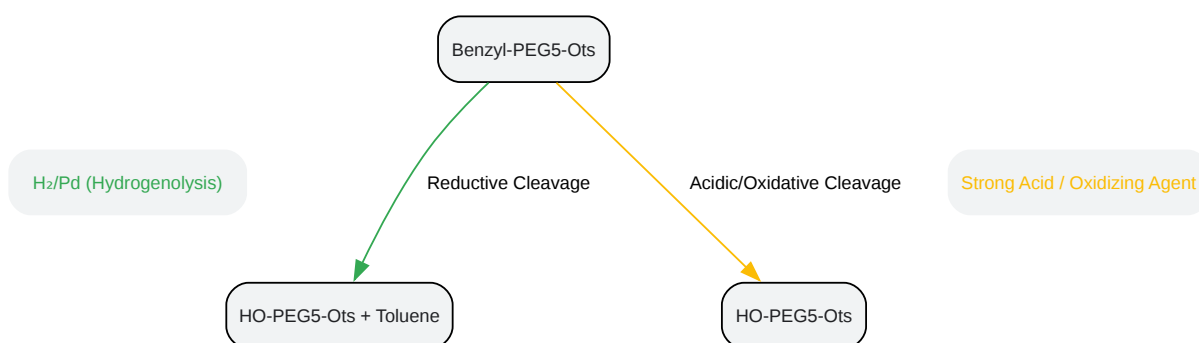 Benzyl-PEG5-Ots
H₂/Pd (Hydrogenolysis)
Reductive Cleavage
Acidic/Oxidative Cleavage
Strong Acid / Oxidizing Agent
HO-PEG5-Ots + Toluene
HO-PEG5-Ots